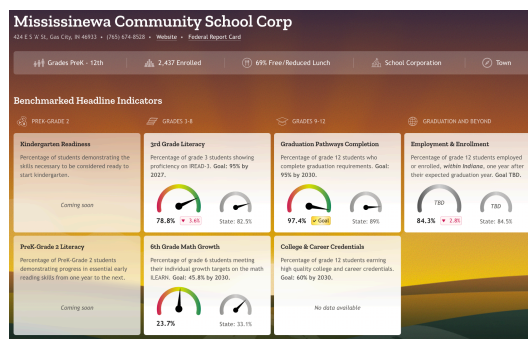 Mississinewa Community School Corp
424 E S 'A' St, Gas City, IN 46933 • (765) 674-8528 • Website • Federal Report Card
Grades PreK - 12th
2,437 Enrolled
69% Free/Reduced Lunch
School Corporation
Town
Benchmarked Headline Indicators
PREK-GRADE 2
GRADES 3-8
GRADES 9-12
GRADUATION AND BEYOND
Kindergarten Readiness
Percentage of students demonstrating the
skills necessary to be considered ready to
start kindergarten.
Coming soon
3rd Grade Literacy
Percentage of grade 3 students showing
proficiency on IREAD-3. Goal: 95% by
2027.
78.8% ▼ 3.6%
State: 82.5%
Graduation Pathways Completion
Percentage of grade 12 students who
complete graduation requirements. Goal:
95% by 2030.
97.4% ✓ Goal
State: 89%
Employment & Enrollment
Percentage of grade 12 students employed
or enrolled, within Indiana, one year after
their expected graduation year. Goal TBD.
TBD
TBD
84.3% ▼ 2.8%
State: 84.5%
PreK-Grade 2 Literacy
Percentage of PreK-Grade 2 students
demonstrating progress in essential early
reading skills from one year to the next.
Coming soon
6th Grade Math Growth
Percentage of grade 6 students meeting
their individual growth targets on the math
ILEARN. Goal: 45.8% by 2030.
23.7%
State: 33.1%
College & Career Credentials
Percentage of grade 12 students earning
high quality college and career credentials.
Goal: 60% by 2030.
No data available